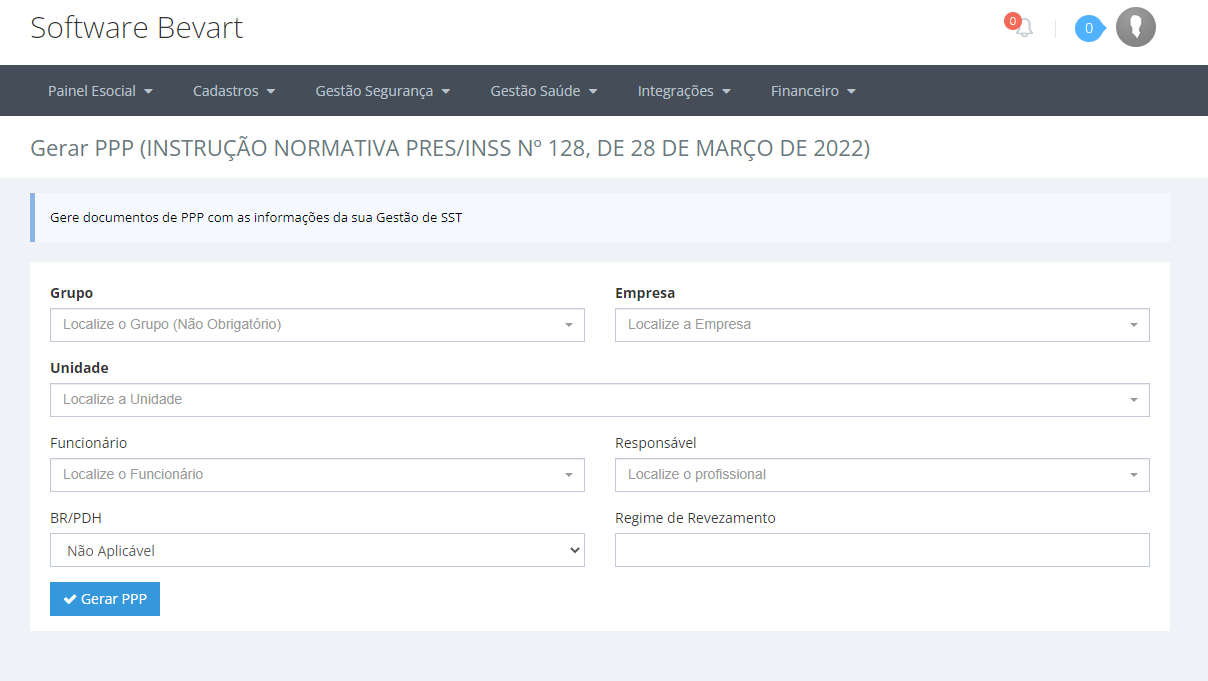 Software Bevart
0
0
Painel Esocial Cadastros Gestão Segurança Gestão Saúde Integrações Financeiro
Gerar PPP (INSTRUÇÃO NORMATIVA PRES/INSS Nº 128, DE 28 DE MARÇO DE 2022)
Gere documentos de PPP com as informações da sua Gestão de SST
Grupo Empresa
Localize o Grupo (Não Obrigatório) Localize a Empresa
Unidade
Localize a Unidade
Funcionário Responsável
Localize o Funcionário Localize o profissional
BR/PDH Regime de Revezamento
Não Aplicável
Gerar PPP